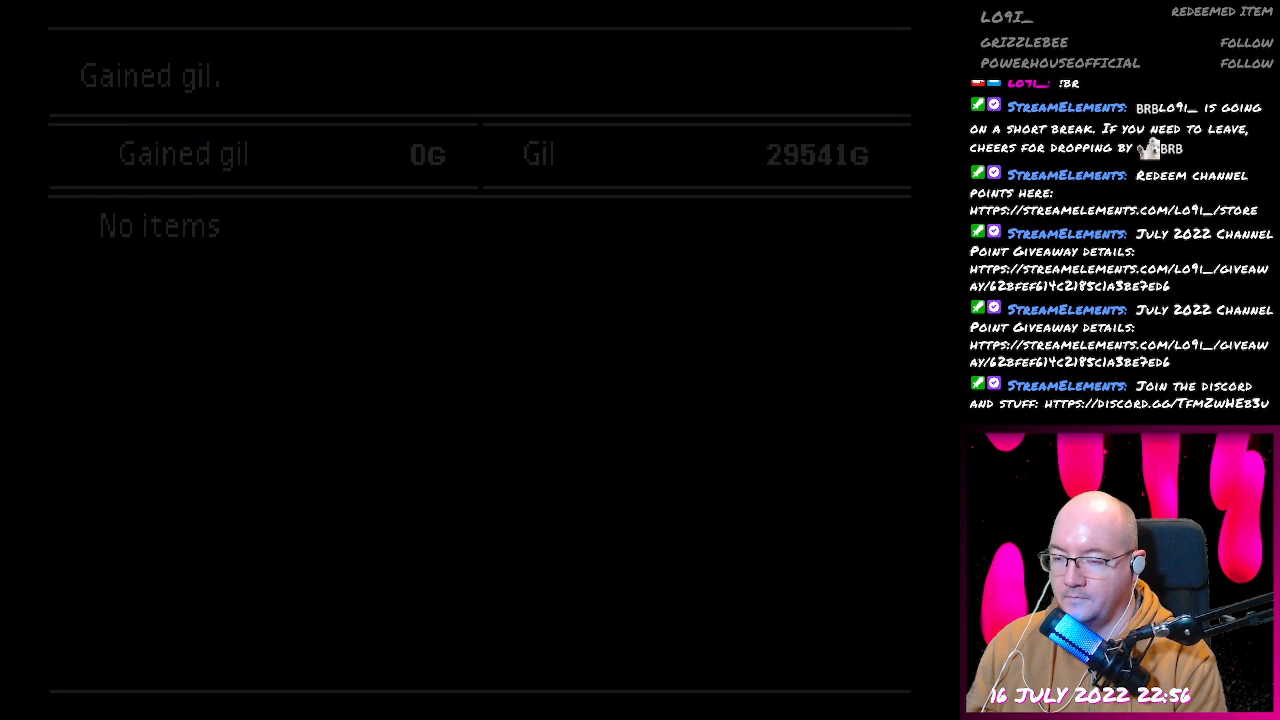 Gained gil.
Gained gil 0G Gil 29541G
No items
LO9I_ REDEEMED ITEM
GRIZZLEBEE FOLLOW
POWERHOUSEOFFICIAL FOLLOW
LO9I_: !BR
StreamElements: BRB LO9I_ is going
on a short break. If you need to leave,
cheers for dropping by BRB
StreamElements: Redeem channel
points here:
https://streamelements.com/lo9i_/store
StreamElements: July 2022 Channel
Point Giveaway details:
https://streamelements.com/lo9i_/giveaw
ay/62bfef614c2185c1a3be7ed6
StreamElements: July 2022 Channel
Point Giveaway details:
https://streamelements.com/lo9i_/giveaw
ay/62bfef614c2185c1a3be7ed6
StreamElements: Join the discord
and stuff: https://discord.gg/TfmZwHEb3u
16 JULY 2022 22:56